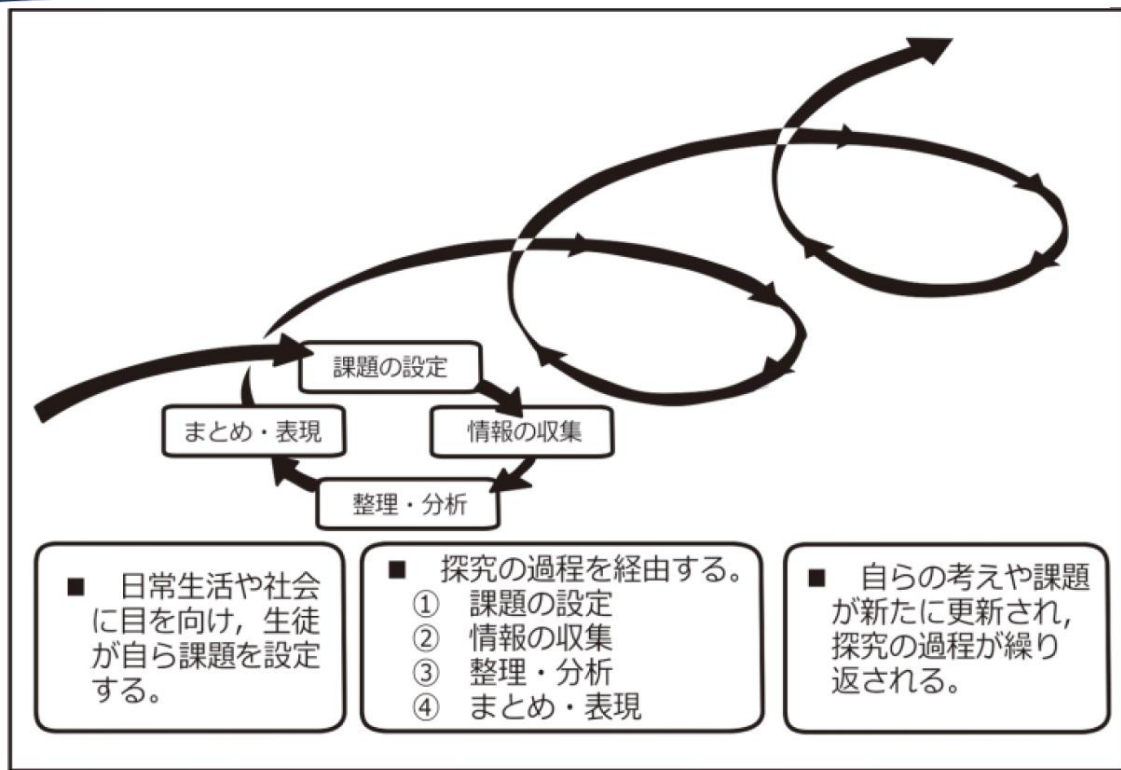 課題の設定
まとめ・表現
情報の収集
整理・分析
■ 日常生活や社会
に目を向け，生徒
が自ら課題を設定
する。
■ 探究の過程を経由する。
① 課題の設定
② 情報の収集
③ 整理・分析
④ まとめ・表現
■ 自らの考えや課題
が新たに更新され，
探究の過程が繰り
返される。